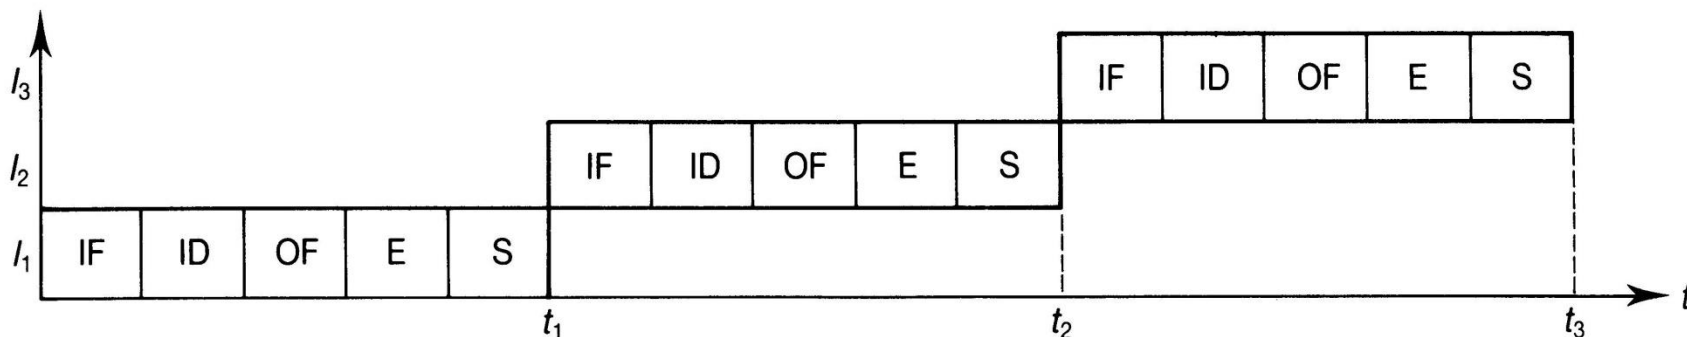 I3 IF ID OF E S
I2 IF ID OF E S
I1 IF ID OF E S
t
t1 t2 t3